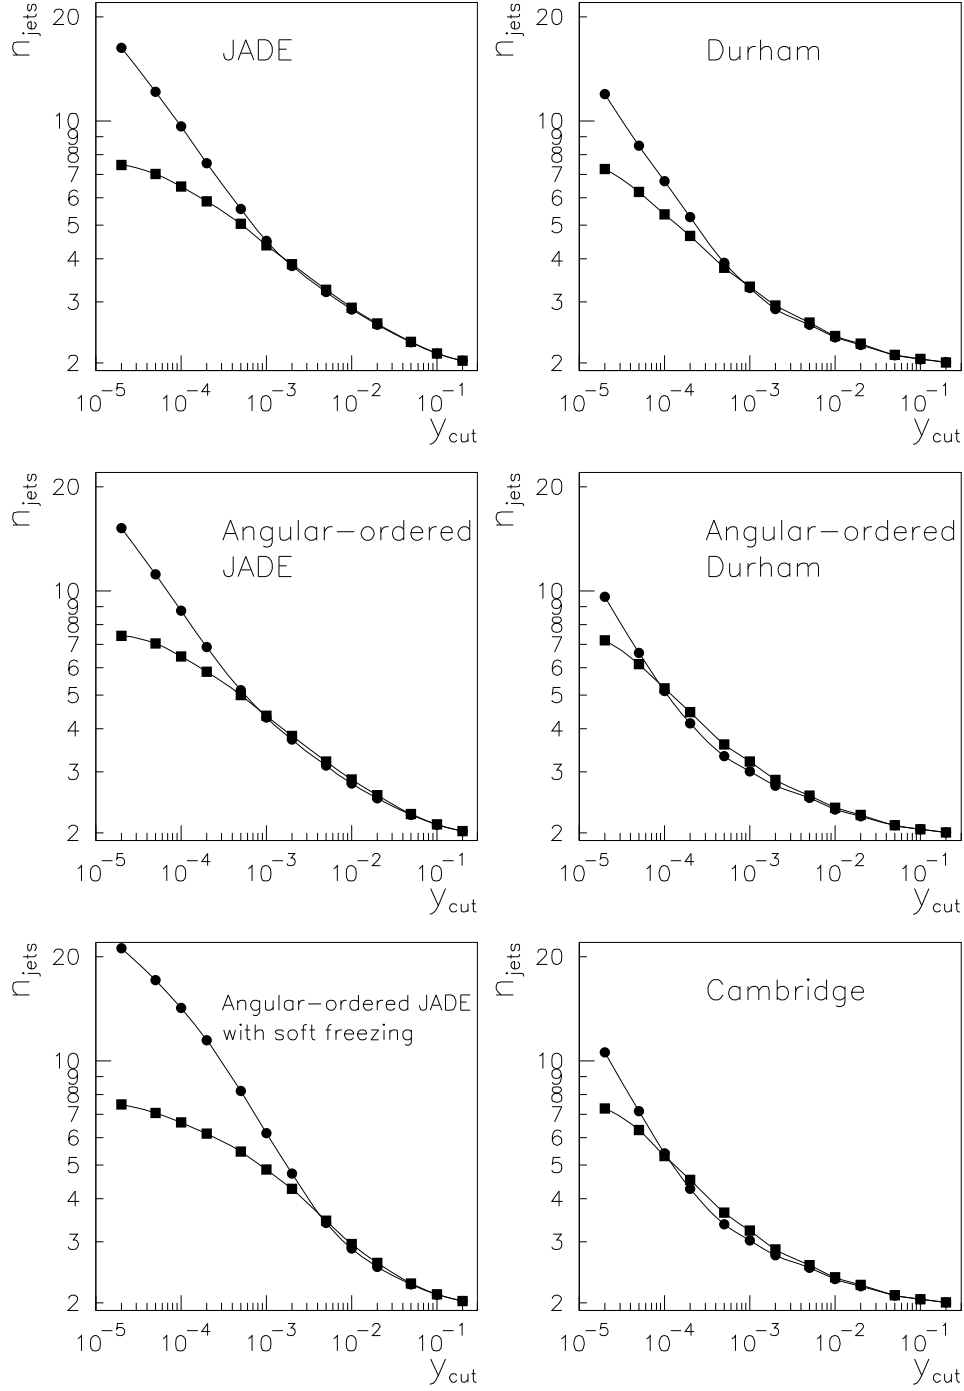 n_jets
20
JADE
10
9
8
7
6
5
4
3
2
10^-5 10^-4 10^-3 10^-2 10^-1
y_cut
n_jets
20
Durham
10
9
8
7
6
5
4
3
2
10^-5 10^-4 10^-3 10^-2 10^-1
y_cut
n_jets
20
Angular-ordered
JADE
10
9
8
7
6
5
4
3
2
10^-5 10^-4 10^-3 10^-2 10^-1
y_cut
n_jets
20
Angular-ordered
Durham
10
9
8
7
6
5
4
3
2
10^-5 10^-4 10^-3 10^-2 10^-1
y_cut
n_jets
20
Angular-ordered JADE
with soft freezing
10
9
8
7
6
5
4
3
2
10^-5 10^-4 10^-3 10^-2 10^-1
y_cut
n_jets
20
Cambridge
10
9
8
7
6
5
4
3
2
10^-5 10^-4 10^-3 10^-2 10^-1
y_cut